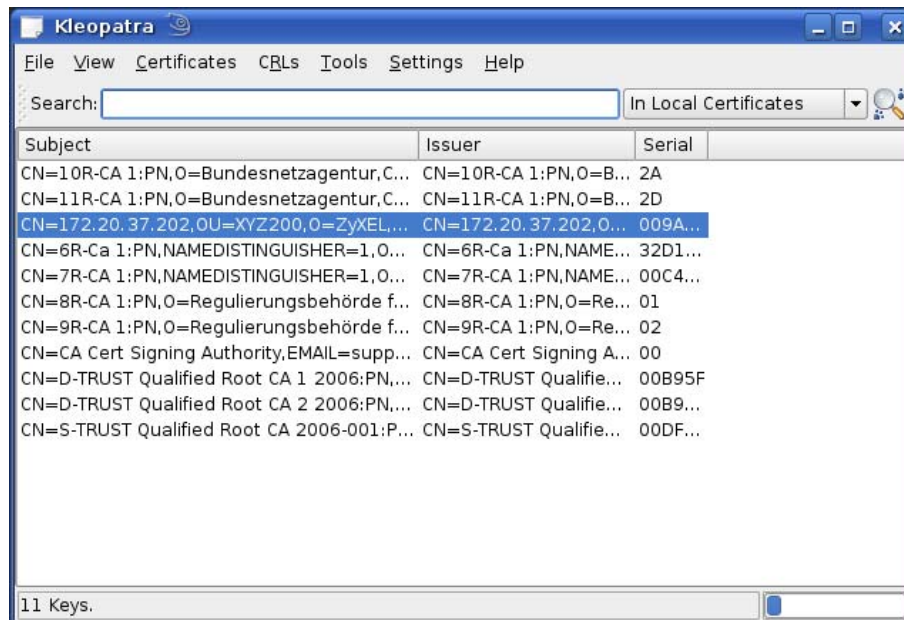 Kleopatra
File View Certificates CRLs Tools Settings Help
Search: In Local Certificates
Subject Issuer Serial
CN=10R-CA 1:PN,O=Bundesnetzagentur,C... CN=10R-CA 1:PN,O=B... 2A
CN=11R-CA 1:PN,O=Bundesnetzagentur,C... CN=11R-CA 1:PN,O=B... 2D
CN=172.20.37.202,OU=XYZ200,O=ZyXEL,... CN=172.20.37.202,O... 009A...
CN=6R-Ca 1:PN,NAMEDISTINGUISHER=1,O... CN=6R-Ca 1:PN,NAME... 32D1...
CN=7R-CA 1:PN,NAMEDISTINGUISHER=1,O... CN=7R-CA 1:PN,NAME... 00C4...
CN=8R-CA 1:PN,O=Regulierungsbehörde f... CN=8R-CA 1:PN,O=Re... 01
CN=9R-CA 1:PN,O=Regulierungsbehörde f... CN=9R-CA 1:PN,O=Re... 02
CN=CA Cert Signing Authority,EMAIL=supp... CN=CA Cert Signing A... 00
CN=D-TRUST Qualified Root CA 1 2006:PN,... CN=D-TRUST Qualifie... 00B95F
CN=D-TRUST Qualified Root CA 2 2006:PN,... CN=D-TRUST Qualifie... 00B9...
CN=S-TRUST Qualified Root CA 2006-001:P... CN=S-TRUST Qualifie... 00DF...
11 Keys.